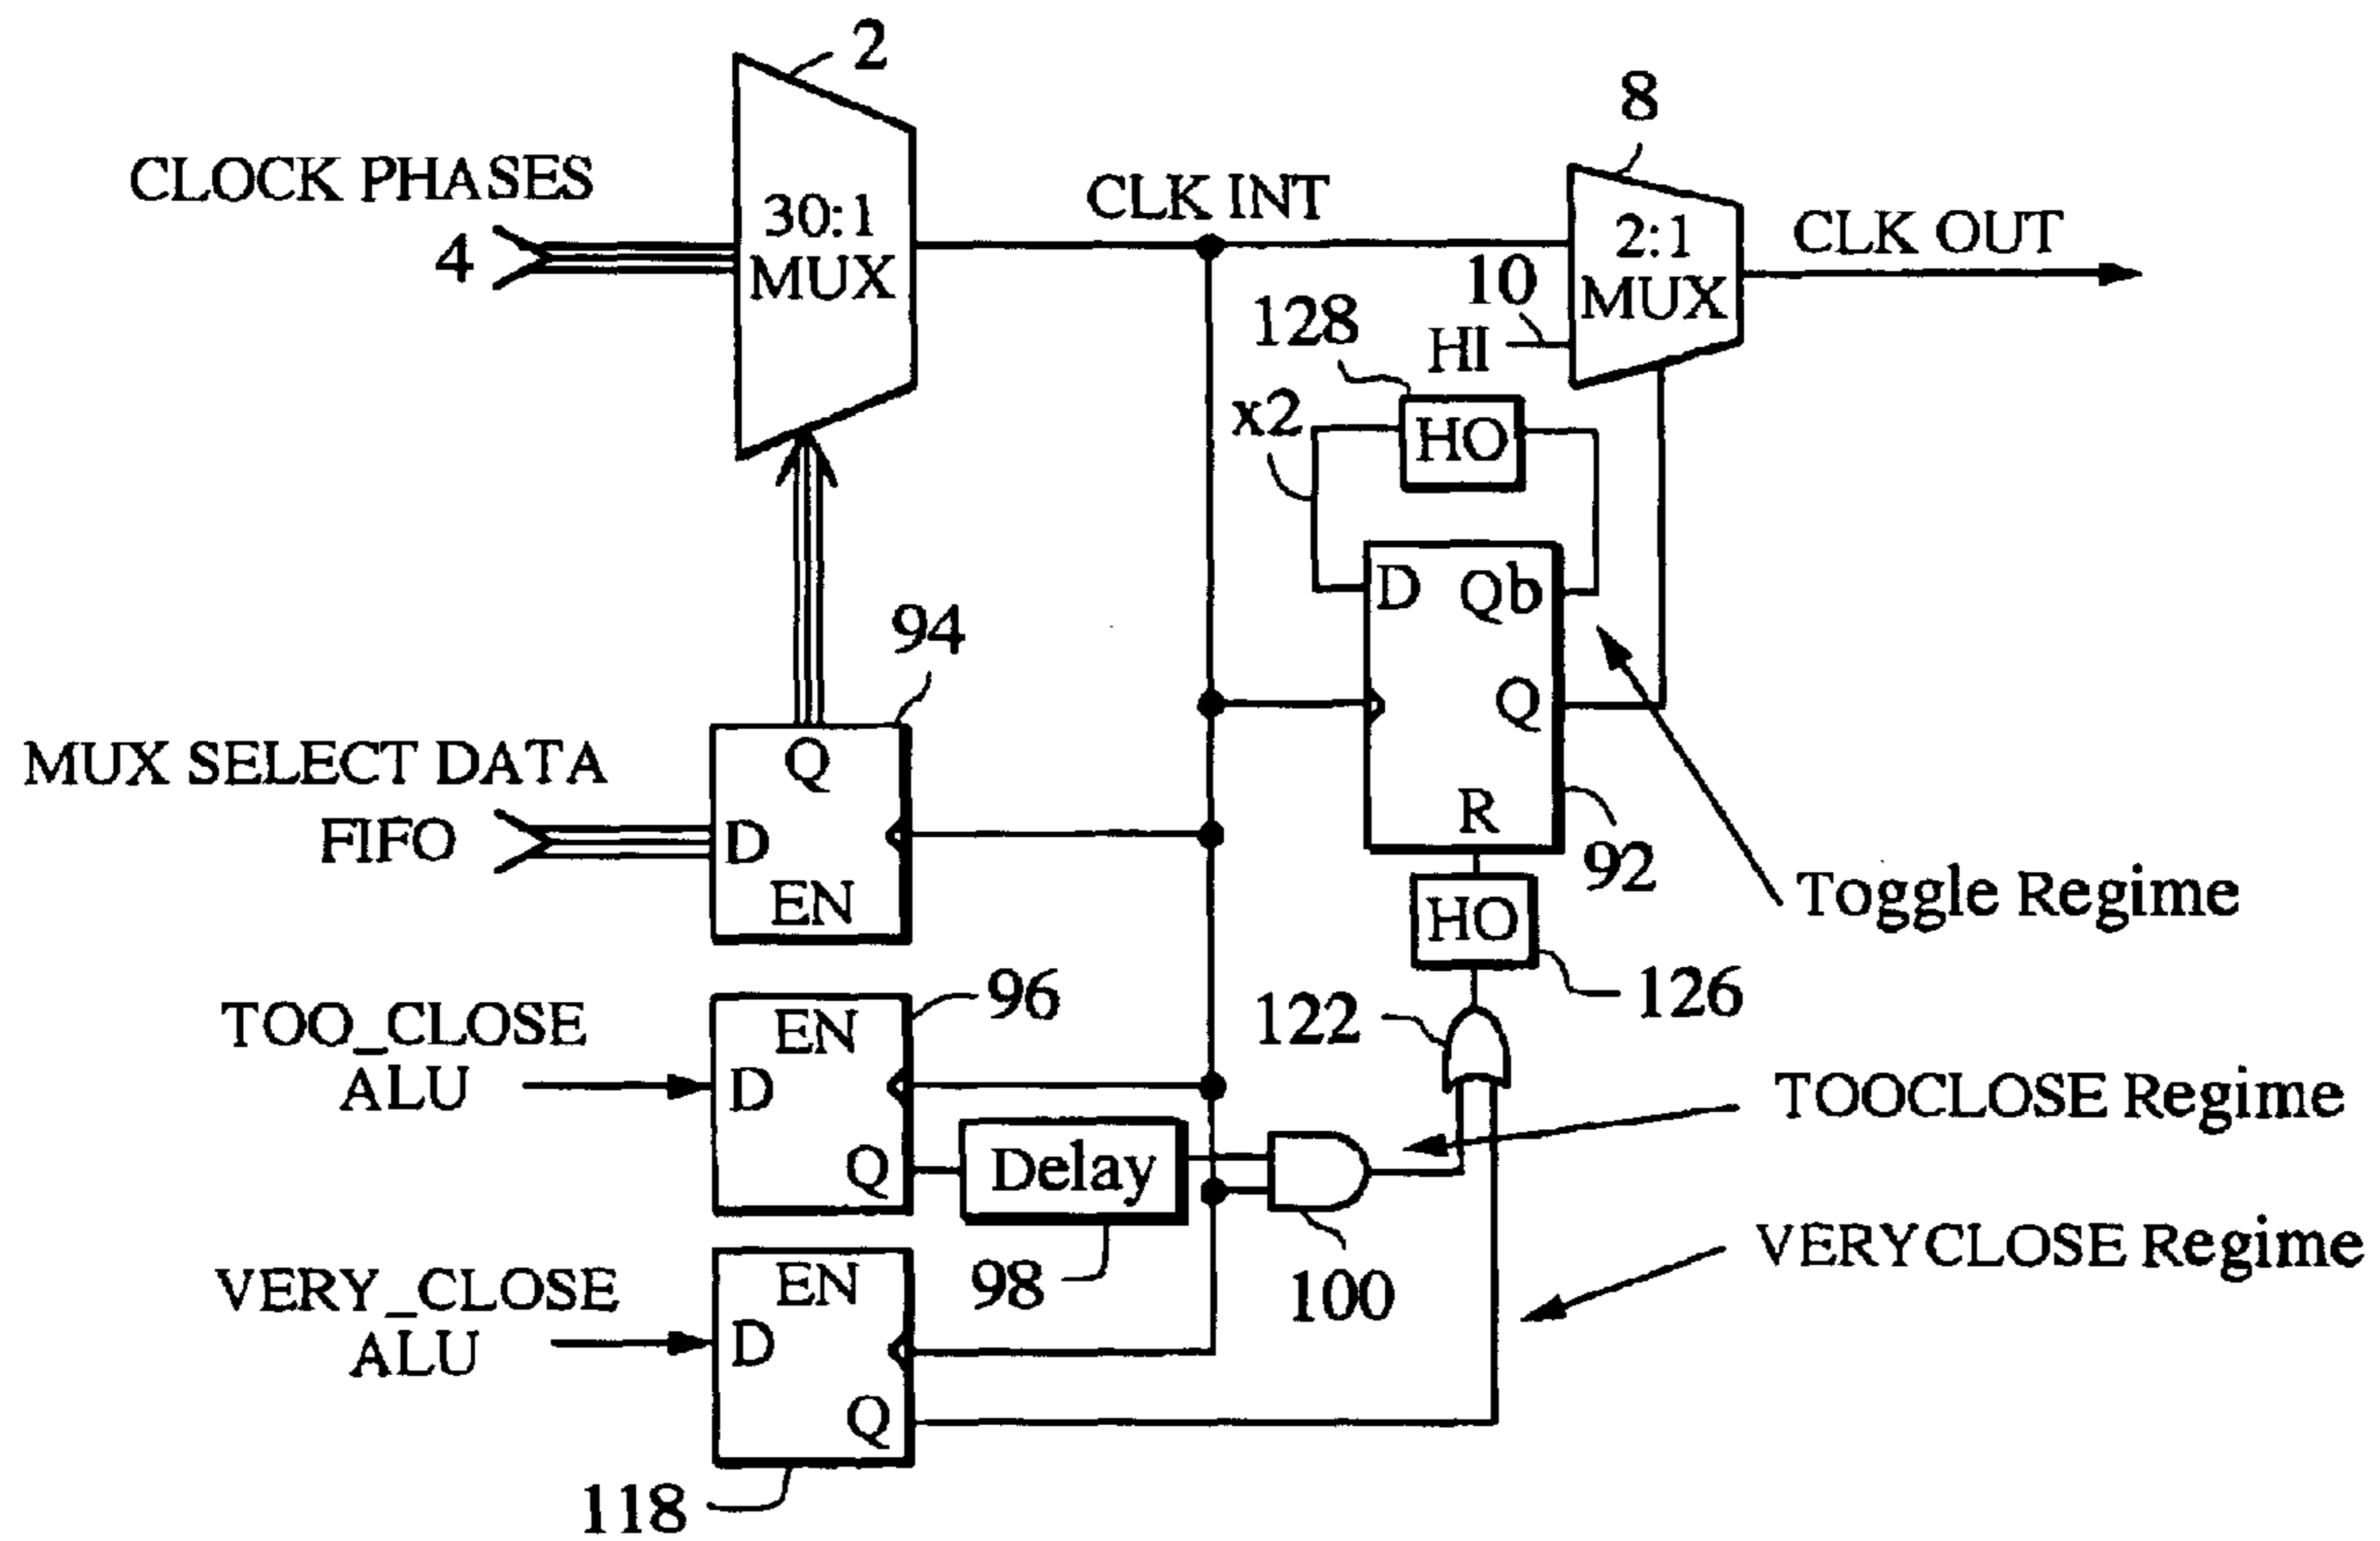 2
8
CLOCK PHASES
4
30:1
MUX
CLK INT
2:1
MUX
CLK OUT
10
HI
128
x2
HO
94
D
Qb
Q
R
92
MUX SELECT DATA
FIFO
Q
D
EN
HO
126
Toggle Regime
TOO_CLOSE
ALU
EN
D
Q
96
Delay
98
100
122
TOOCLOSE Regime
VERYCLOSE Regime
VERY_CLOSE
ALU
EN
D
Q
118